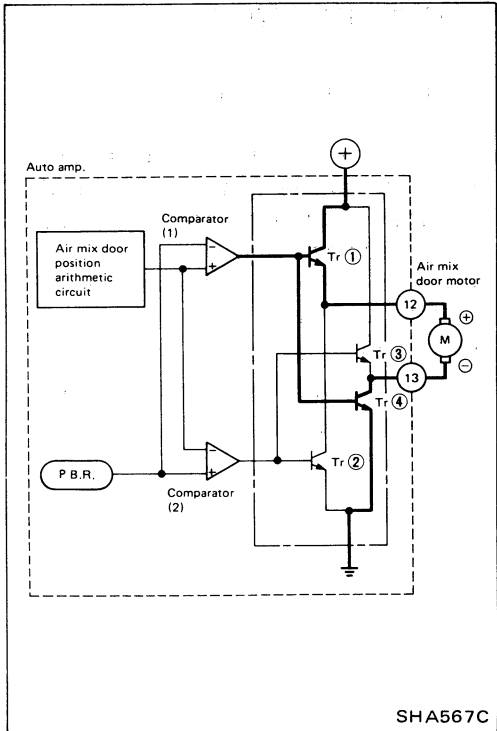 +
Auto amp.
Comparator
(1)
Air mix door
position
arithmetic
circuit
−
+
Tr ①
Air mix
door motor
12
+
M
−
Tr ③
13
Tr ④
−
+
Tr ②
P B.R.
Comparator
(2)
SHA567C